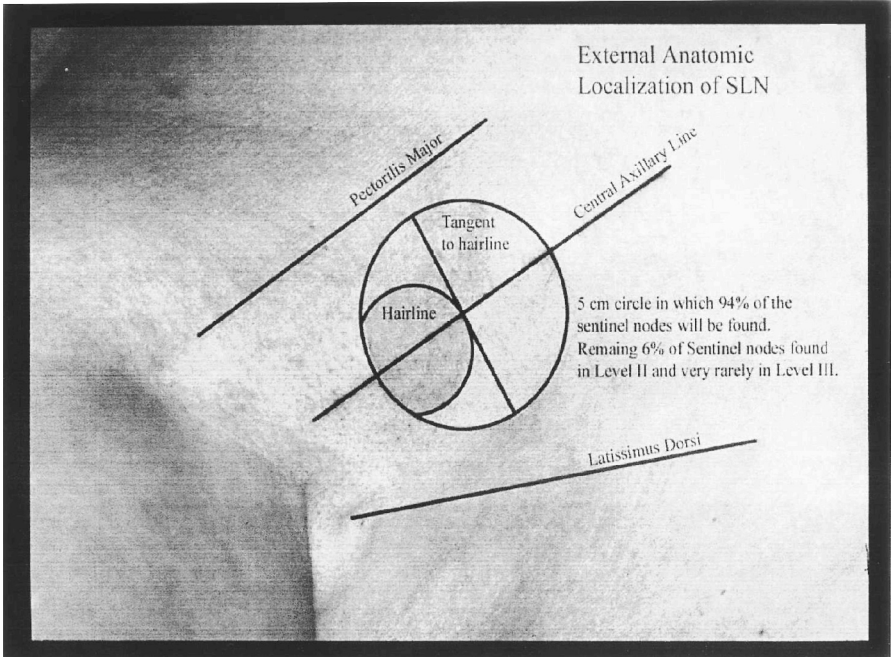 External Anatomic
Localization of SLN
Pectorilis Major
Central Axillary Line
Tangent
to hairline
Hairline
5 cm circle in which 94% of the
sentinel nodes will be found.
Remaing 6% of Sentinel nodes found
in Level II and very rarely in Level III.
Latissimus Dorsi